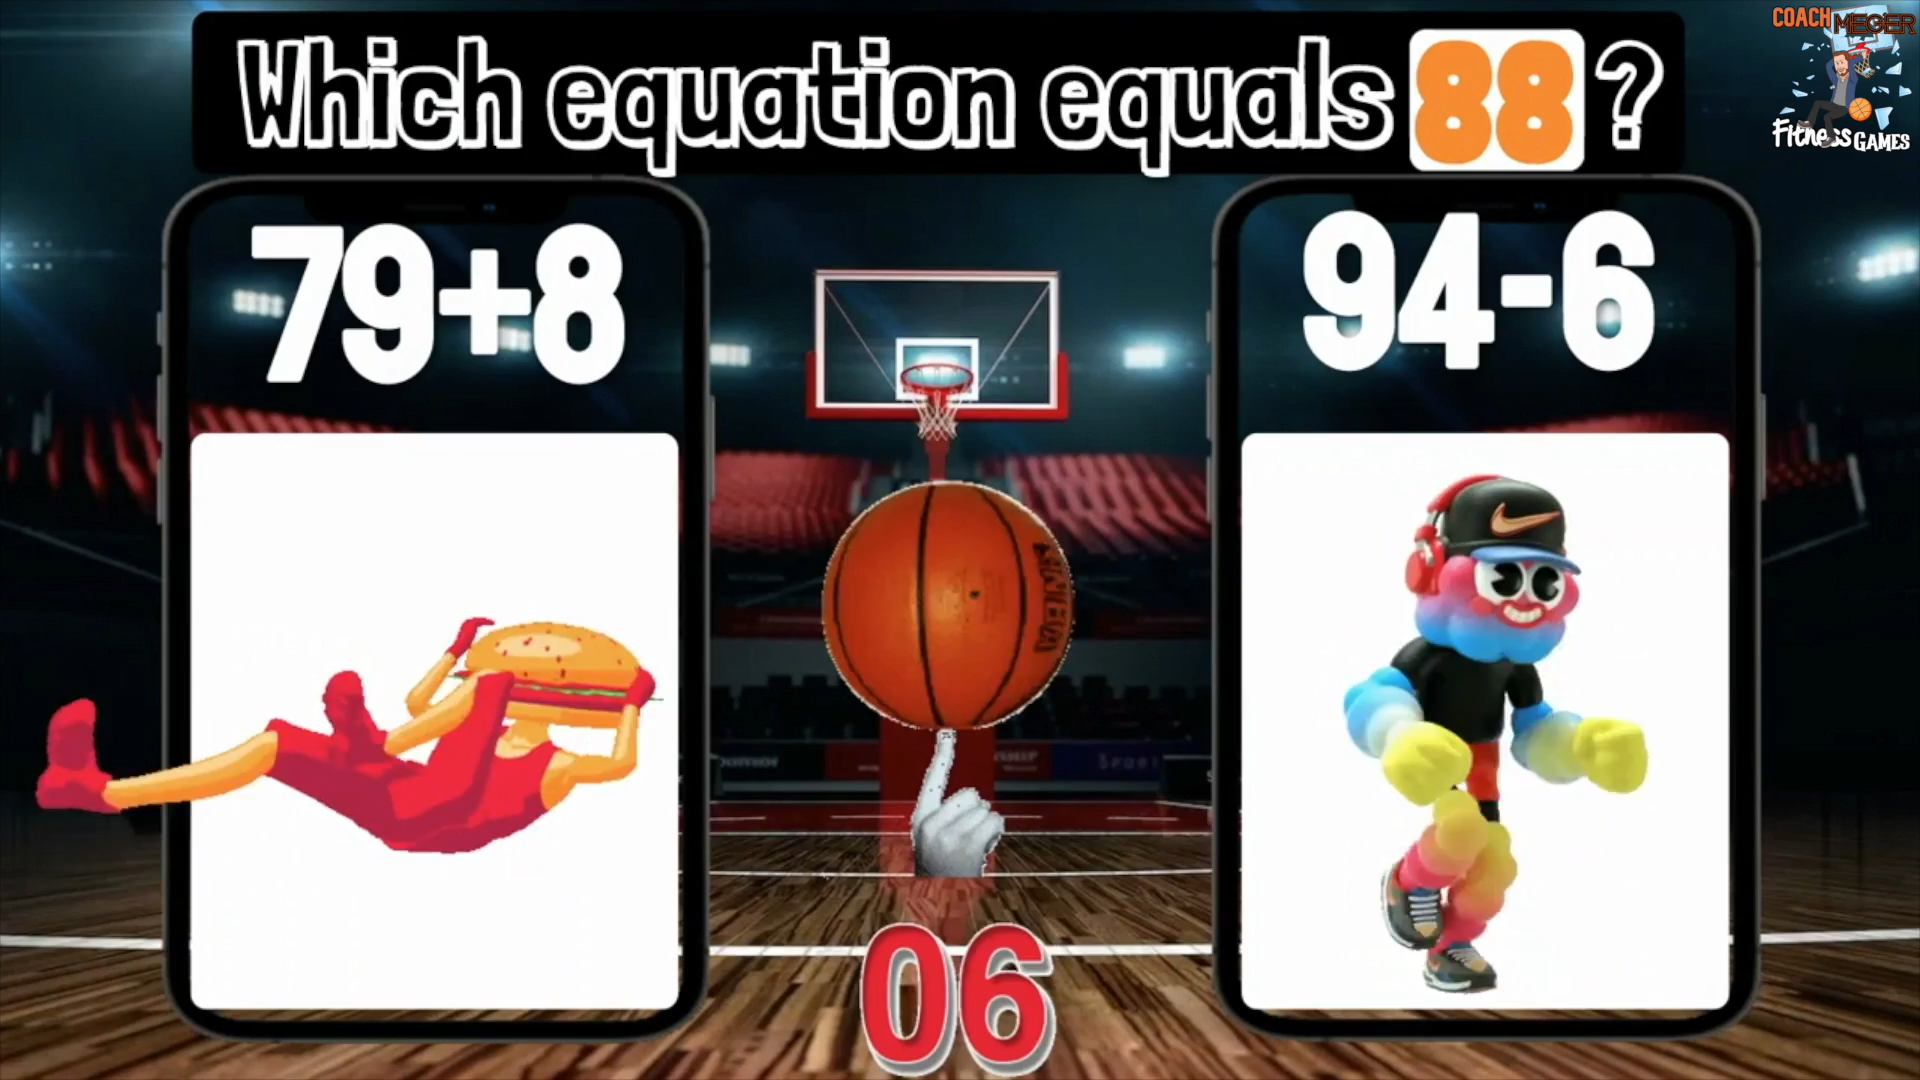 Which equation equals 88?
COACH MEGER
Fitness GAMES
79+8
94-6
06